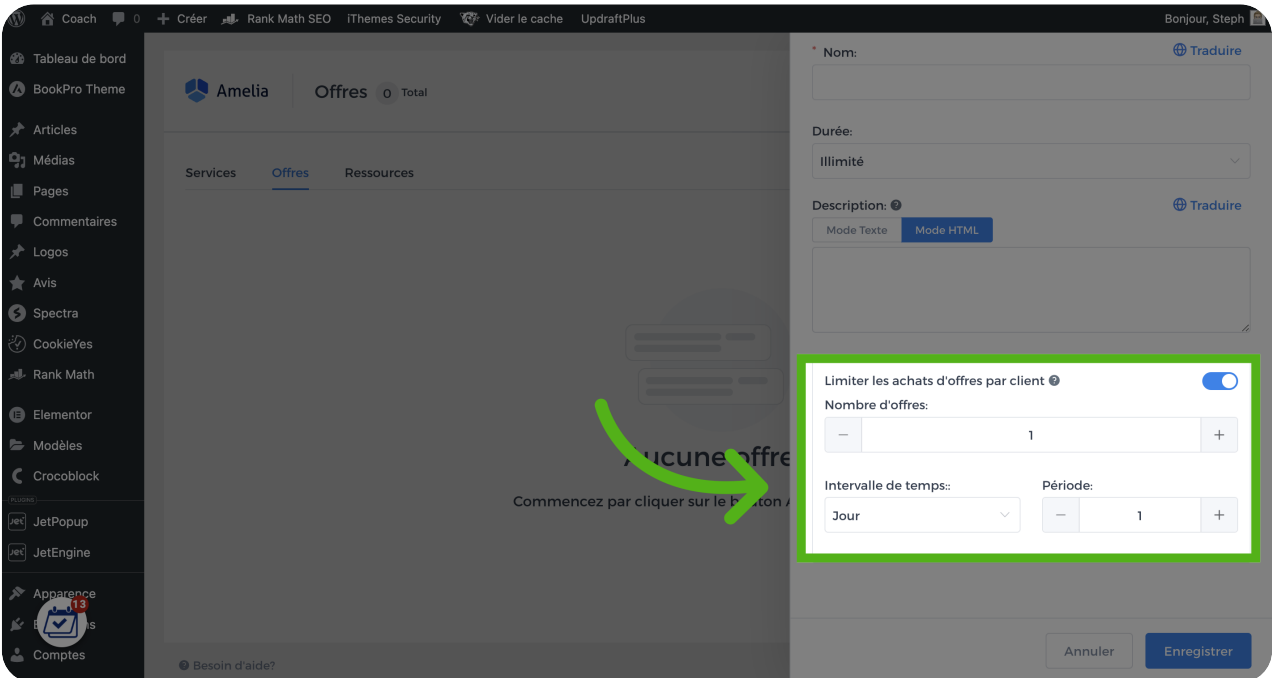 Coach 0 Créer Rank Math SEO iThemes Security Vider le cache UpdraftPlus Bonjour, Steph
Tableau de bord
BookPro Theme
Articles
Médias
Pages
Commentaires
Logos
Avis
Spectra
CookieYes
Rank Math
Elementor
Modèles
Crocoblock
PLUGINS
JetPopup
JetEngine
Apparence
13
Comptes
Amelia
Offres 0 Total
Services Offres Ressources
Aucune offre
Commencez par cliquer sur le bouton
Besoin d'aide?
* Nom: Traduire
Durée:
Illimité
Description: Traduire
Mode Texte Mode HTML
Limiter les achats d'offres par client
Nombre d'offres:
− 1 +
Intervalle de temps:: Période:
Jour − 1 +
Annuler Enregistrer